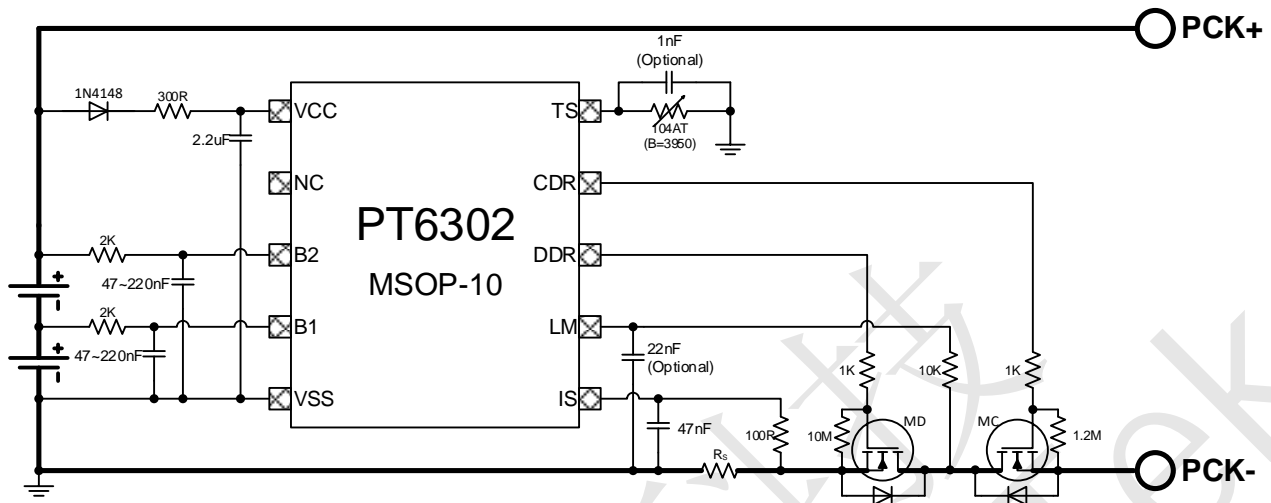 PCK+
1nF
(Optional)
1N4148
300R
VCC
TS
104AT
(B=3950)
2.2uF
NC
CDR
PT6302
MSOP-10
2K
B2
DDR
47~220nF
+
-
2K
B1
LM
47~220nF
22nF
(Optional)
+
-
1K
10K
1K
VSS
IS
47nF
100R
10M
MD
MC
1.2M
RS
PCK-